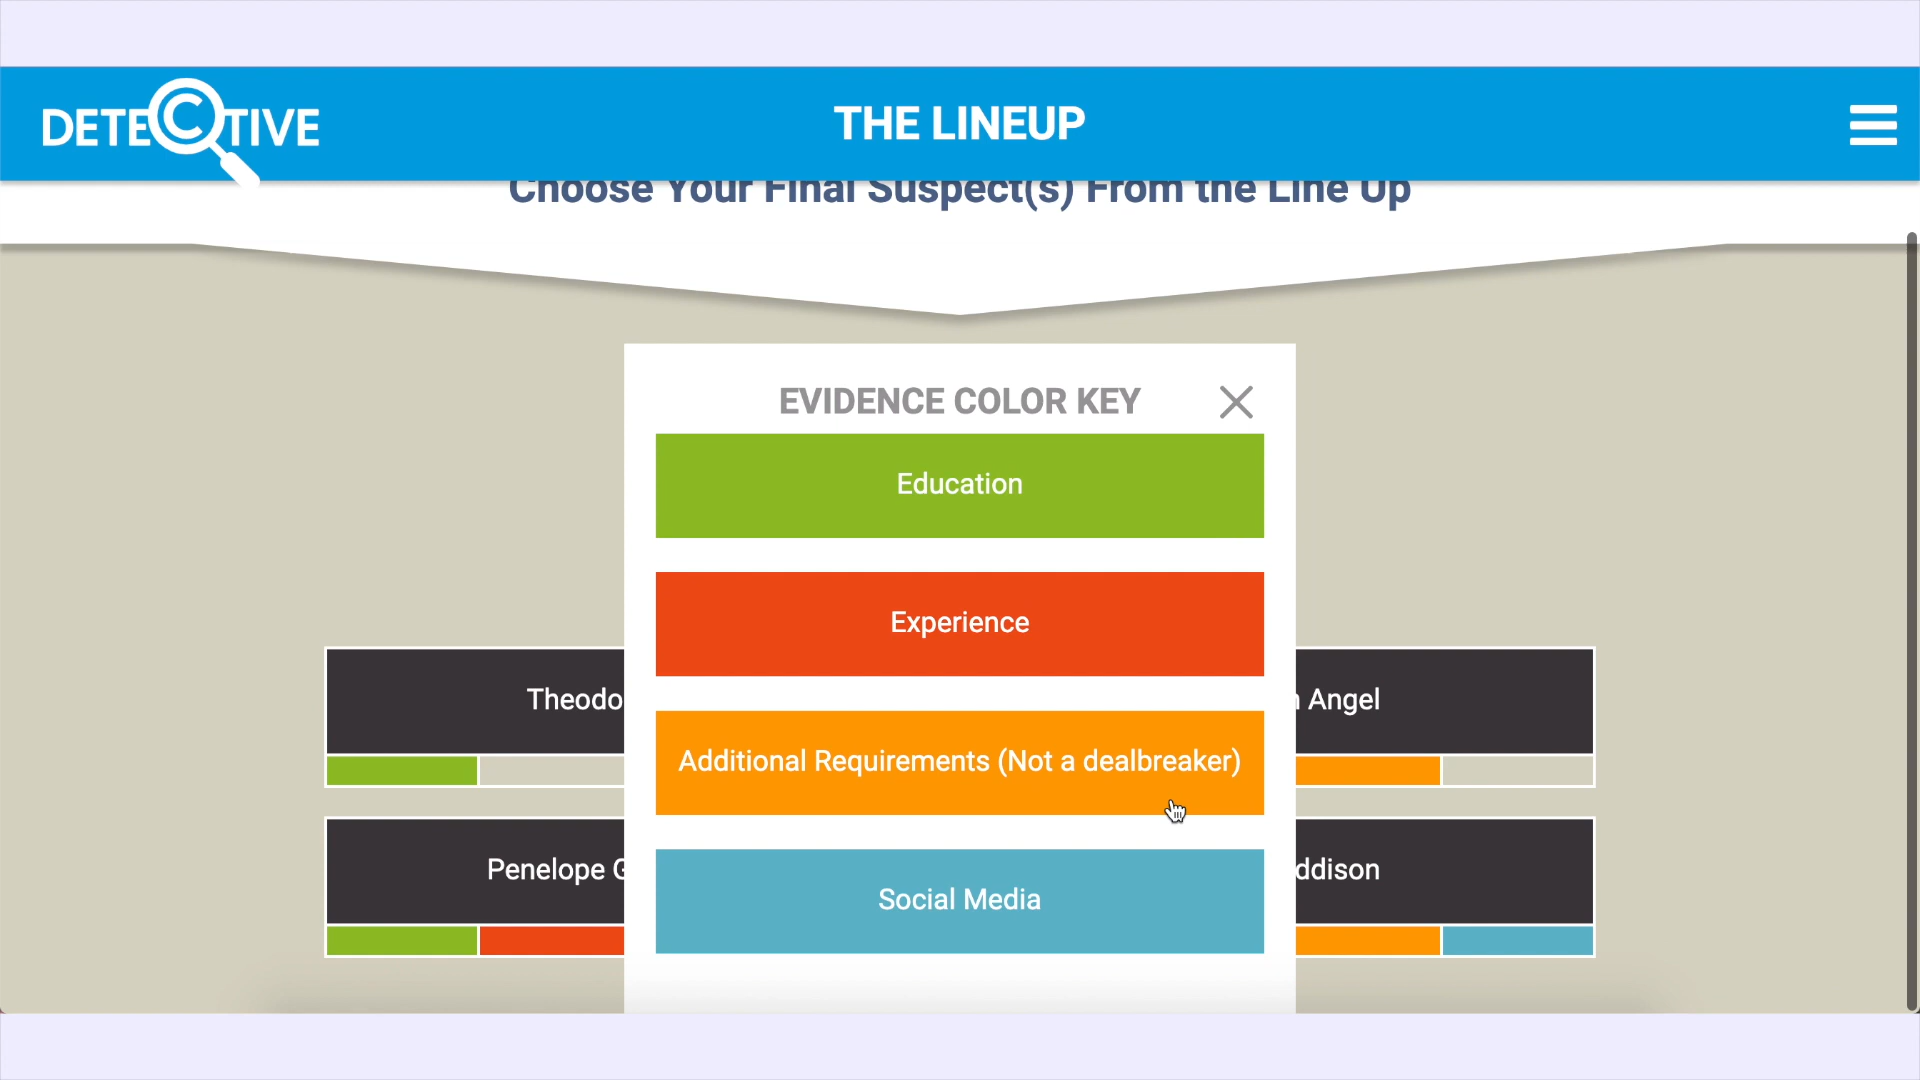 DETECTIVE
THE LINEUP
Choose Your Final Suspect(s) From the Line Up
EVIDENCE COLOR KEY
Education
Experience
Theodo
Angel
Additional Requirements (Not a dealbreaker)
Penelope
ddison
Social Media